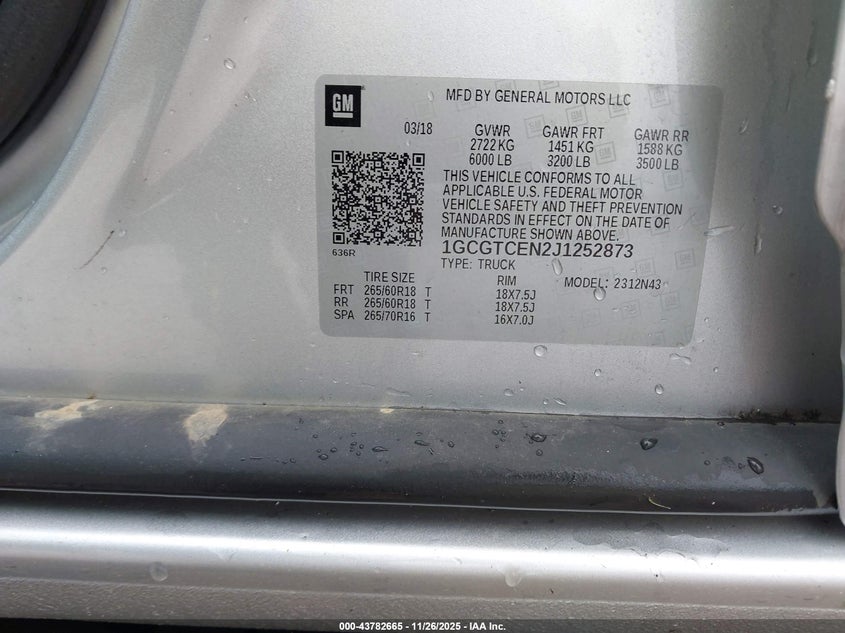 GM
MFD BY GENERAL MOTORS LLC
03/18 GVWR GAWR FRT GAWR RR
2722 KG 1451 KG 1588 KG
6000 LB 3200 LB 3500 LB
THIS VEHICLE CONFORMS TO ALL
APPLICABLE U.S. FEDERAL MOTOR
VEHICLE SAFETY AND THEFT PREVENTION
STANDARDS IN EFFECT ON THE DATE OF
MANUFACTURE SHOWN ABOVE.
636R
1GCGTCEN2J1252873
TYPE: TRUCK
TIRE SIZE RIM MODEL: 2312N43
FRT 265/60R18 T 18X7.5J
RR 265/60R18 T 18X7.5J
SPA 265/70R16 T 16X7.0J
000-43782665 - 11/26/2025 - IAA Inc.